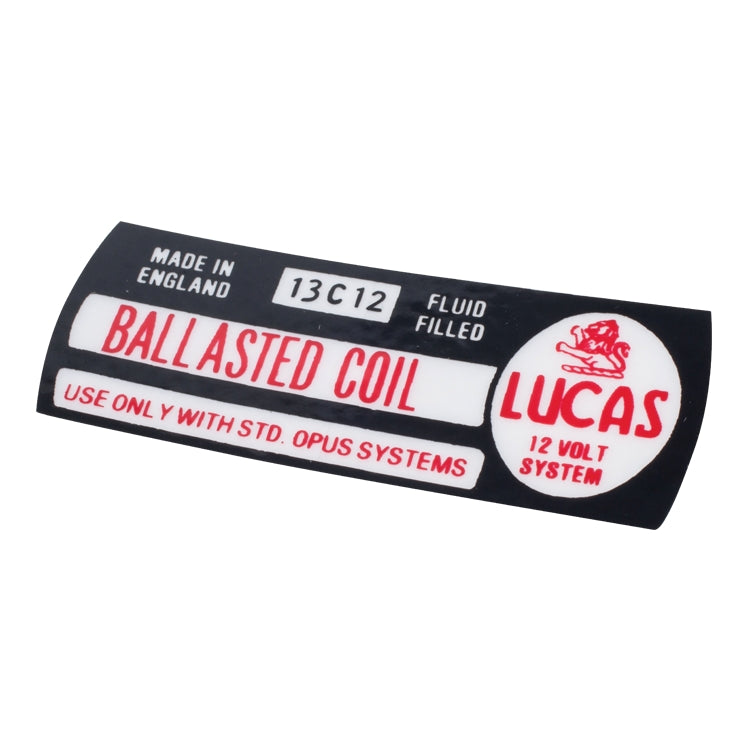 MADE IN
ENGLAND
13C12
FLUID
FILLED
BALLASTED COIL
USE ONLY WITH STD. OPUS SYSTEMS
LUCAS
12 VOLT
SYSTEM